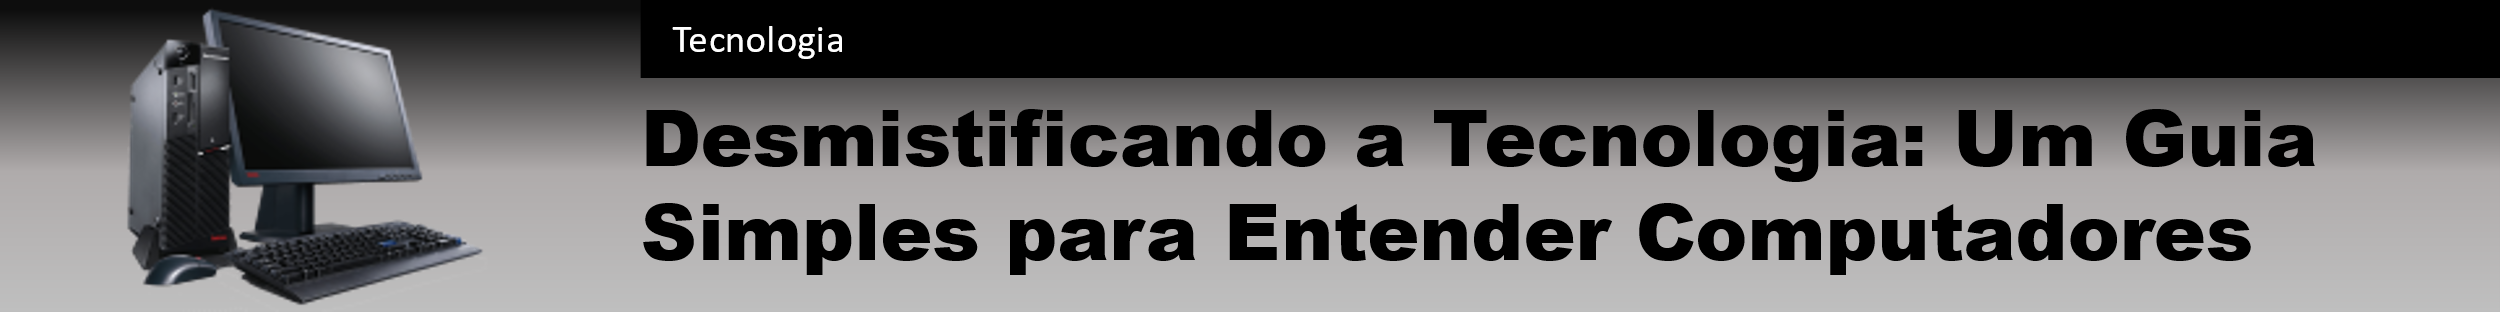 Tecnologia
Desmistificando a Tecnologia: Um Guia
Simples para Entender Computadores